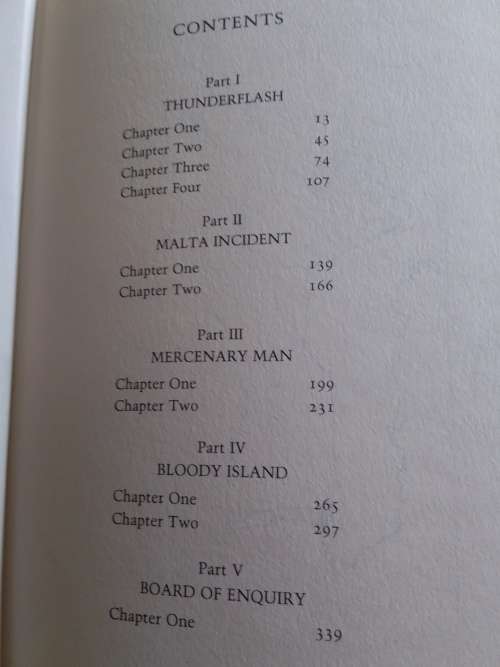 CONTENTS
Part I
THUNDERFLASH
Chapter One 13
Chapter Two 45
Chapter Three 74
Chapter Four 107
Part II
MALTA INCIDENT
Chapter One 139
Chapter Two 166
Part III
MERCENARY MAN
Chapter One 199
Chapter Two 231
Part IV
BLOODY ISLAND
Chapter One 265
Chapter Two 297
Part V
BOARD OF ENQUIRY
Chapter One 339